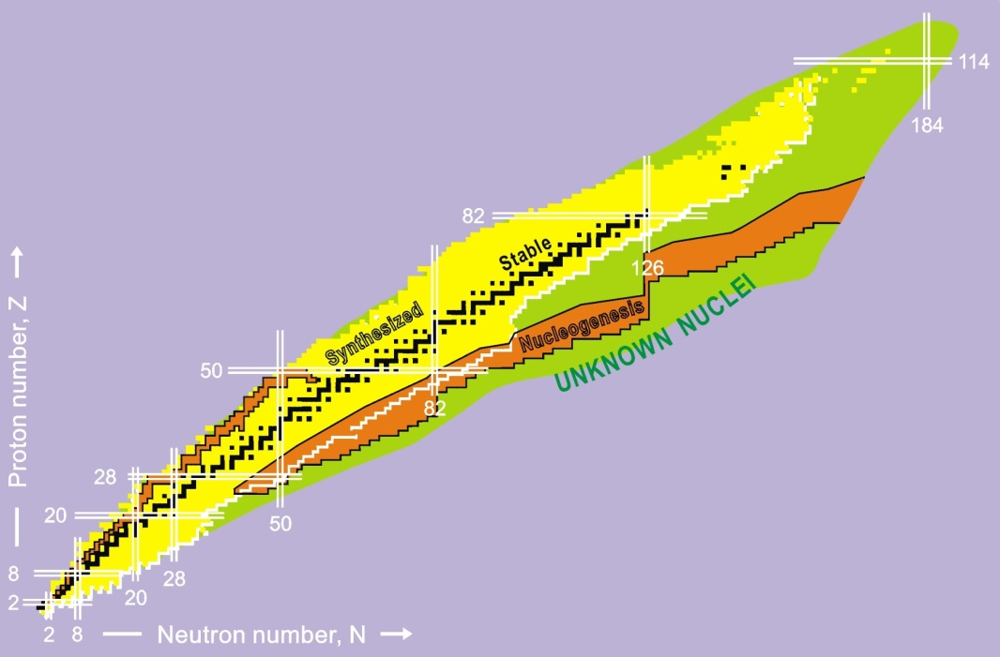 114
184
82
Stable
126
Synthesized
Nucleogenesis
UNKNOWN NUCLEI
50
82
28
50
20
28
20
8
2
2 8
Neutron number, N
Proton number, Z